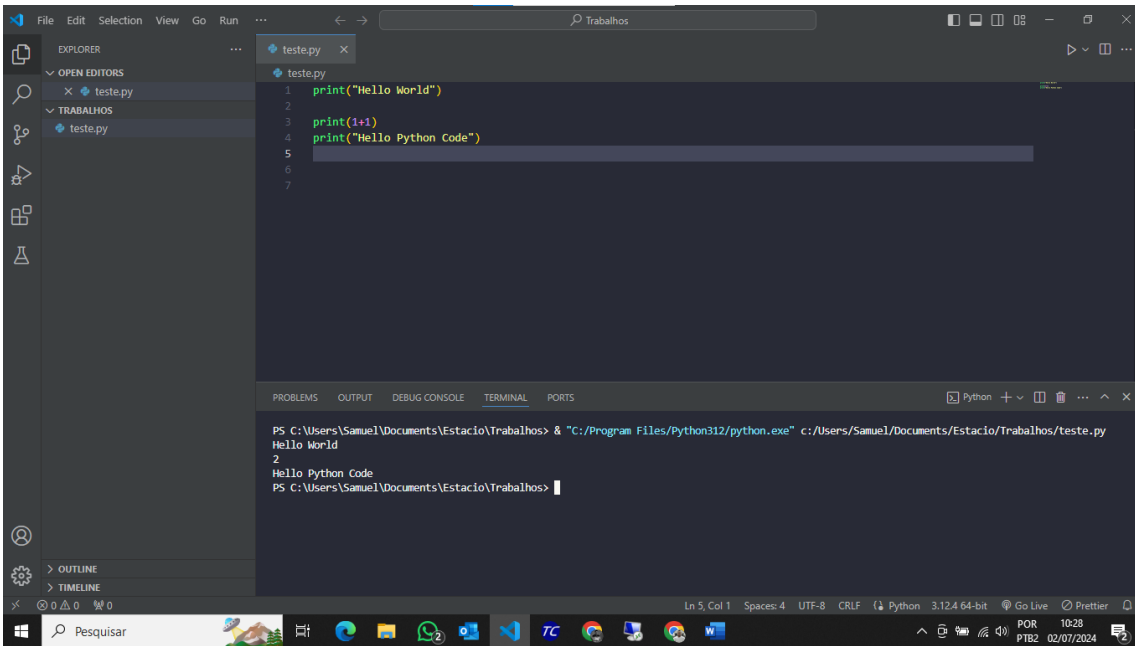 File Edit Selection View Go Run ... Trabalhos
EXPLORER ...
OPEN EDITORS
teste.py
TRABALHOS
teste.py
OUTLINE
TIMELINE
teste.py
teste.py
1 print("Hello World")
2
3 print(1+1)
4 print("Hello Python Code")
5
6
7
PROBLEMS OUTPUT DEBUG CONSOLE TERMINAL PORTS Python
PS C:\Users\Samuel\Documents\Estacio\Trabalhos> & "C:/Program Files/Python312/python.exe" c:/Users/Samuel/Documents/Estacio/Trabalhos/teste.py
Hello World
2
Hello Python Code
PS C:\Users\Samuel\Documents\Estacio\Trabalhos>
0 0 0 Ln 5, Col 1 Spaces: 4 UTF-8 CRLF Python 3.12.4 64-bit Go Live Prettier
Pesquisar 2 TC POR 10:28
PTB2 02/07/2024 2